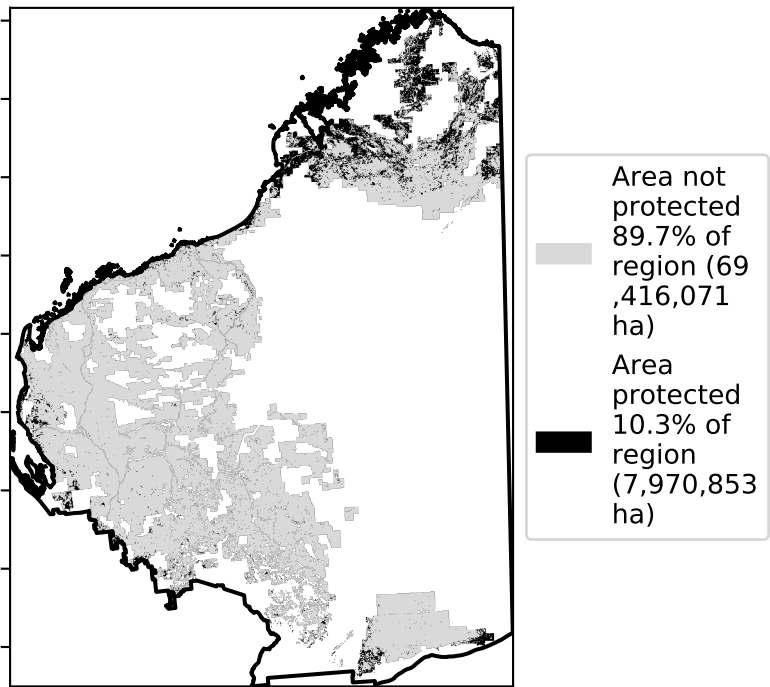 Area not
protected
89.7% of
region (69
,416,071
ha)
Area
protected
10.3% of
region
(7,970,853
ha)